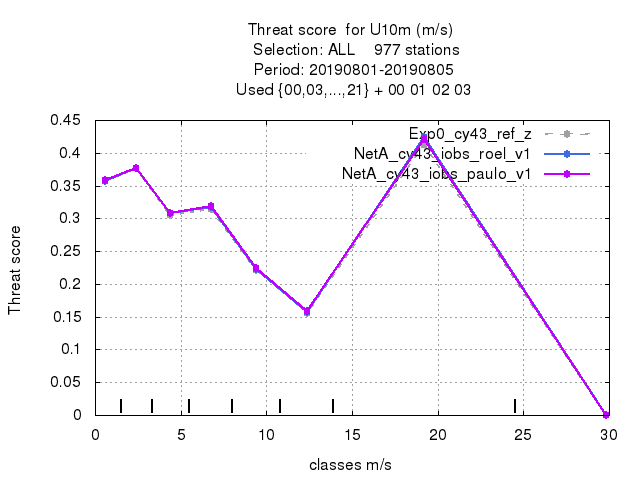 Threat score  for U10m (m/s)
Selection: ALL    977 stations
Period: 20190801-20190805
Used {00,03,...,21} + 00 01 02 03
0.45
0.4
0.35
0.3
0.25
0.2
0.15
0.1
0.05
0
Threat score
Exp0_cy43_ref_z
NetA_cy43_iobs_roel_v1
NetA_cy43_iobs_paulo_v1
0 5 10 15 20 25 30
classes m/s